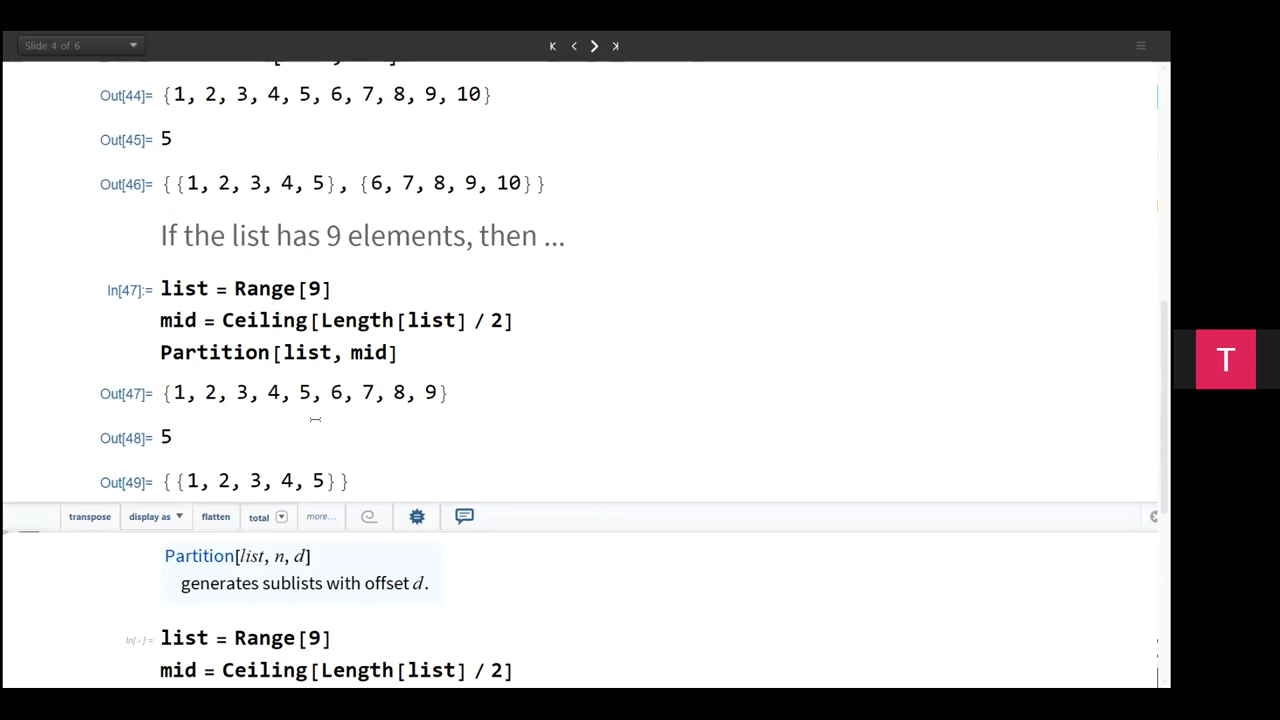 Slide 4 of 6
Out[44]= {1, 2, 3, 4, 5, 6, 7, 8, 9, 10}
Out[45]= 5
Out[46]= {{1, 2, 3, 4, 5}, {6, 7, 8, 9, 10}}
If the list has 9 elements, then ...
In[47]:= list = Range[9]
mid = Ceiling[Length[list] / 2]
Partition[list, mid]
Out[47]= {1, 2, 3, 4, 5, 6, 7, 8, 9}
Out[48]= 5
Out[49]= {{1, 2, 3, 4, 5}}
transpose display as flatten total more...
Partition[list, n, d]
generates sublists with offset d.
In[•]:= list = Range[9]
mid = Ceiling[Length[list] / 2]
T